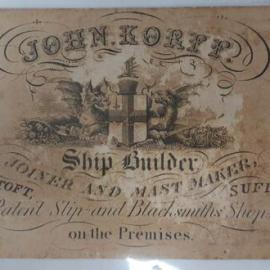 JOHN. KORFF.
Ship Builder
JOINER AND MAST MAKER,
TOFT, SUFF
Patent Slip and Blacksmiths Shop
on the Premises.